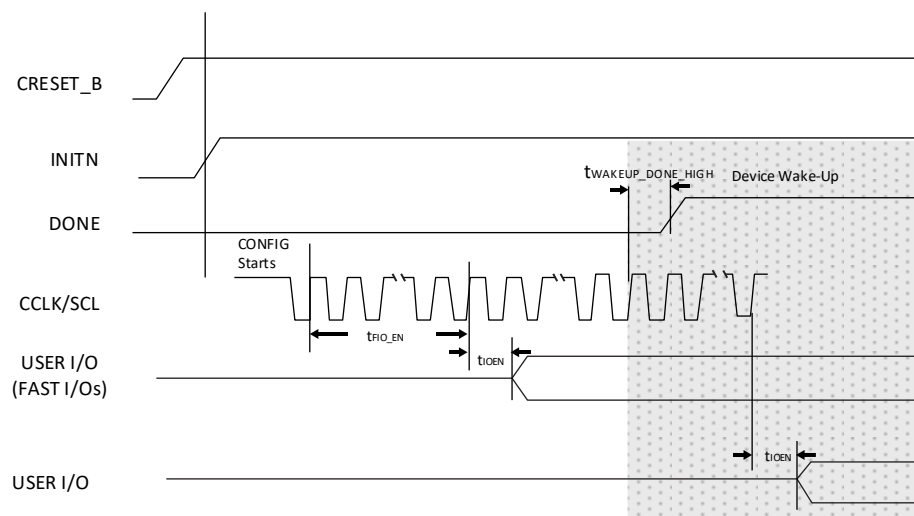 CRESET_B
INITN
tWAKEUP_DONE_HIGH
Device Wake-Up
DONE
CONFIG
Starts
CCLK/SCL
tFIO_EN
USER I/O
(FAST I/Os)
tIOEN
tIOEN
USER I/O